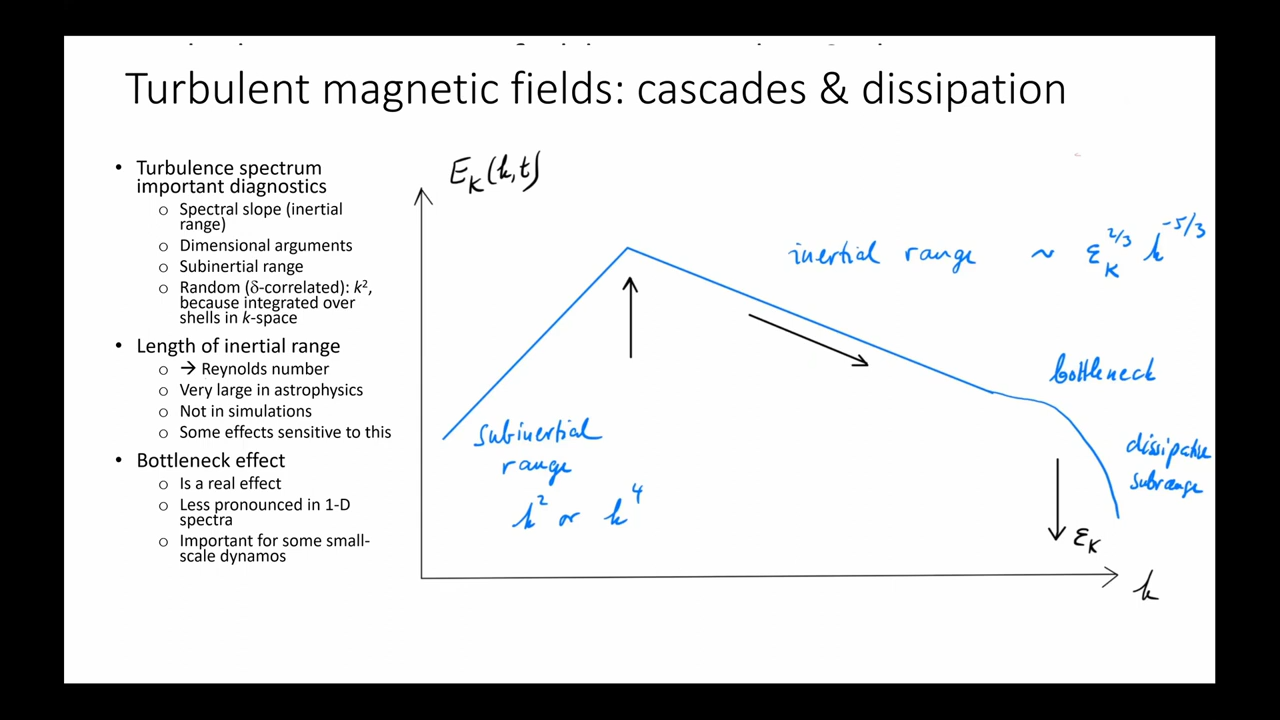 Turbulent magnetic fields: cascades & dissipation
• Turbulence spectrum
important diagnostics
o Spectral slope (inertial
range)
o Dimensional arguments
o Subinertial range
o Random (δ-correlated): k²,
because integrated over
shells in k-space
• Length of inertial range
o → Reynolds number
o Very large in astrophysics
o Not in simulations
o Some effects sensitive to this
• Bottleneck effect
o Is a real effect
o Less pronounced in 1-D
spectra
o Important for some small-
scale dynamos
E_K(k,t)
inertial range ~ ε_K^{2/3} k^{-5/3}
bottleneck
subinertial
range
k² or k⁴
dissipative
subrange
ε_K
k